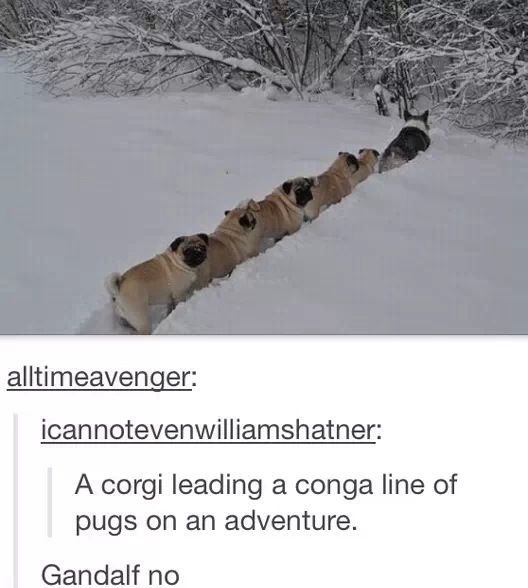 alltimeavenger:
icannotevenwilliamshatner:
A corgi leading a conga line of
pugs on an adventure.
Gandalf no